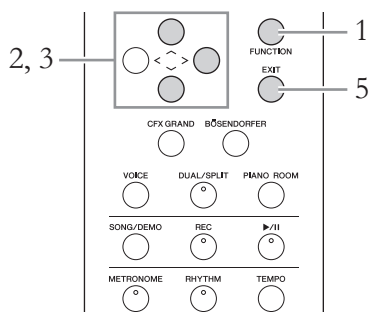 1
FUNCTION
2, 3
< >
EXIT
5
CFX GRAND BÖSENDORFER
VOICE DUAL/SPLIT PIANO ROOM
SONG/DEMO REC ▶/II
METRONOME RHYTHM TEMPO